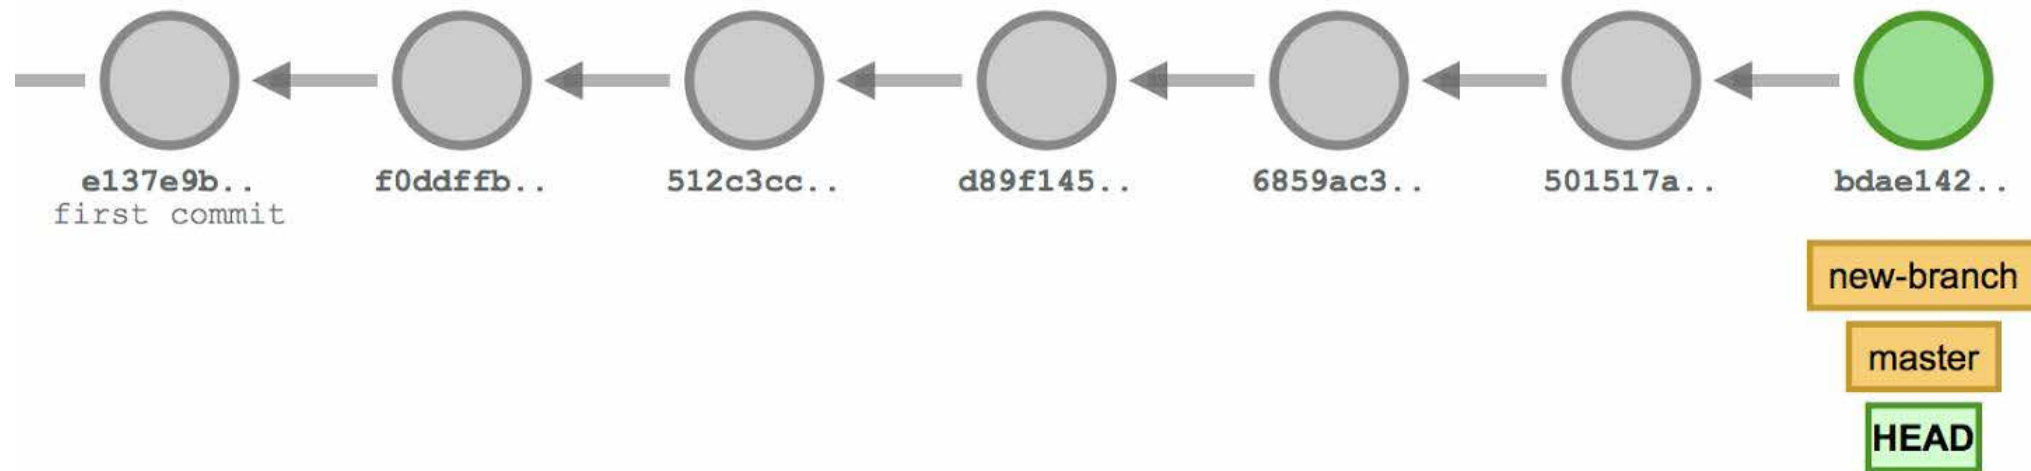 e137e9b.. f0ddffb.. 512c3cc.. d89f145.. 6859ac3.. 501517a.. bdae142..
first commit
new-branch
master
HEAD